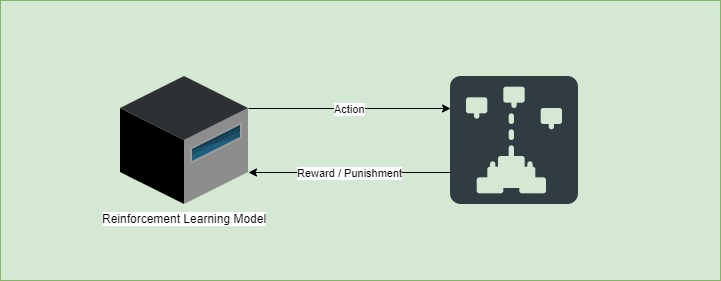 Action
Reward / Punishment
Reinforcement Learning Model